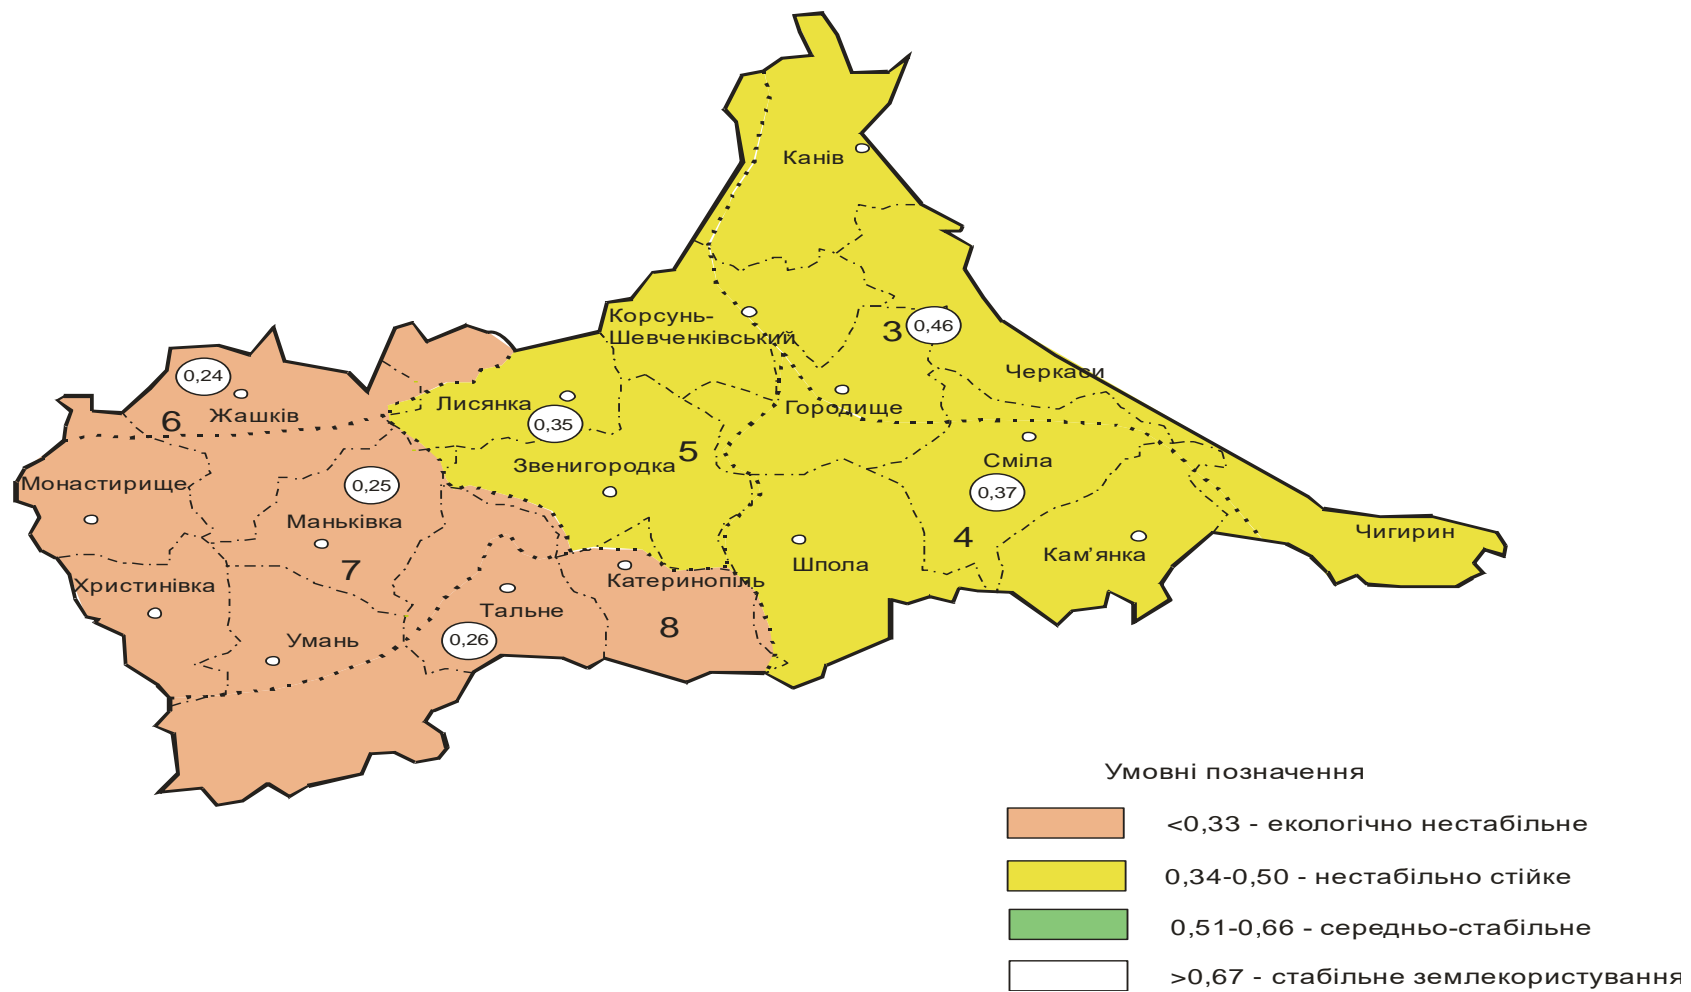 Канів
Корсунь-
Шевченківський
3
0,46
Черкаси
0,24
Жашків
6
Лисянка
0,35
Городище
Звенигородка
5
Сміла
0,37
Монастирище
0,25
Маньківка
7
4
Кам’янка
Чигирин
Шпола
Христинівка
Катеринопіль
Тальне
8
0,26
Умань
Умовні позначення
<0,33 - екологічно нестабільне
0,34-0,50 - нестабільно стійке
0,51-0,66 - середньо-стабільне
>0,67 - стабільне землекористування